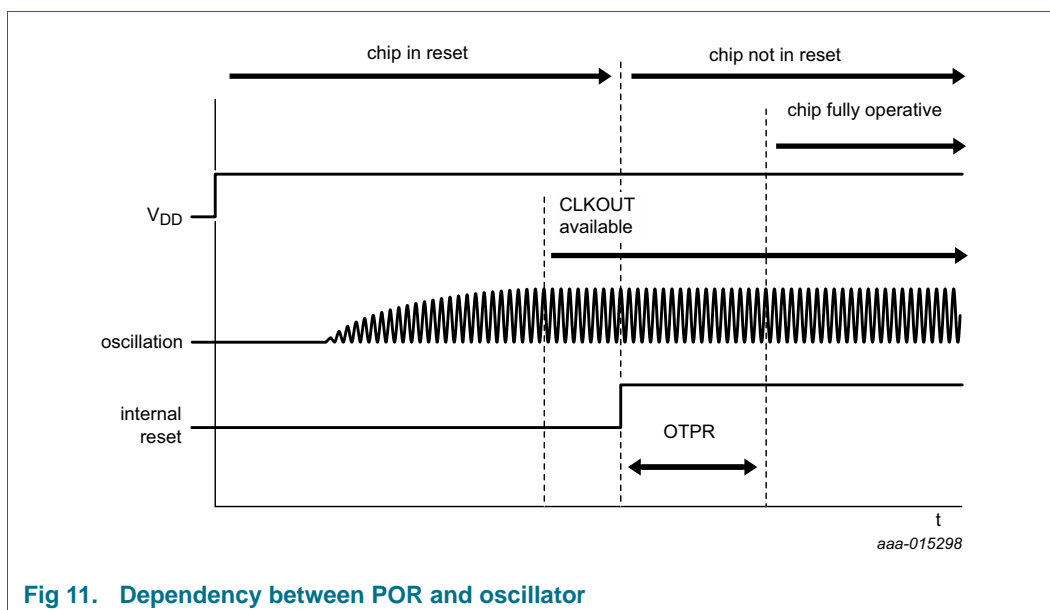 chip in reset
chip not in reset
chip fully operative
VDD
CLKOUT
available
oscillation
internal
reset
OTPR
t
aaa-015298
Fig 11. Dependency between POR and oscillator